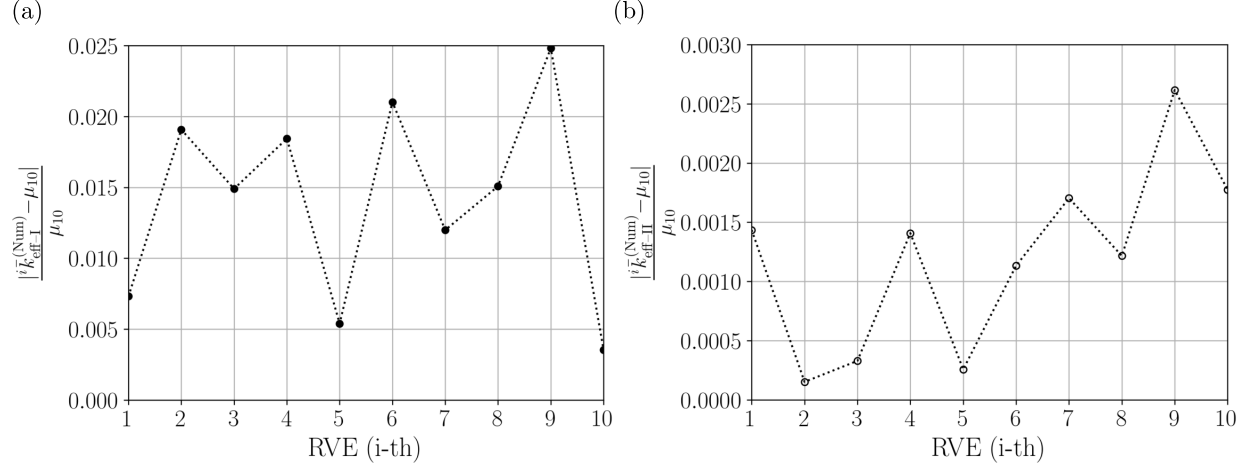 (a)
0.025
0.020
0.015
0.010
0.005
0.000
|ⁱk̄_eff–I^(Num) − μ₁₀|
μ₁₀
1 2 3 4 5 6 7 8 9 10
RVE (i-th)
(b)
0.0030
0.0025
0.0020
0.0015
0.0010
0.0005
0.0000
|ⁱk̄_eff–II^(Num) − μ₁₀|
μ₁₀
1 2 3 4 5 6 7 8 9 10
RVE (i-th)